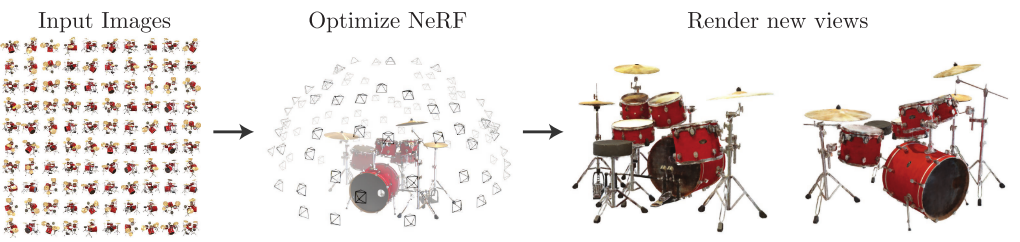 Input Images
Optimize NeRF
Render new views